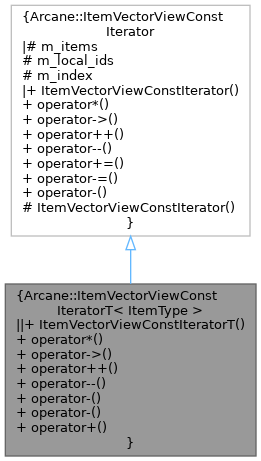 {Arcane::ItemVectorViewConst
Iterator
|# m_items
# m_local_ids
# m_index
|+ ItemVectorViewConstIterator()
+ operator*()
+ operator->()
+ operator++()
+ operator--()
+ operator+=()
+ operator-=()
+ operator-()
# ItemVectorViewConstIterator()
}
{Arcane::ItemVectorViewConst
IteratorT< ItemType >
||+ ItemVectorViewConstIteratorT()
+ operator*()
+ operator->()
+ operator++()
+ operator--()
+ operator-()
+ operator-()
+ operator+()
}